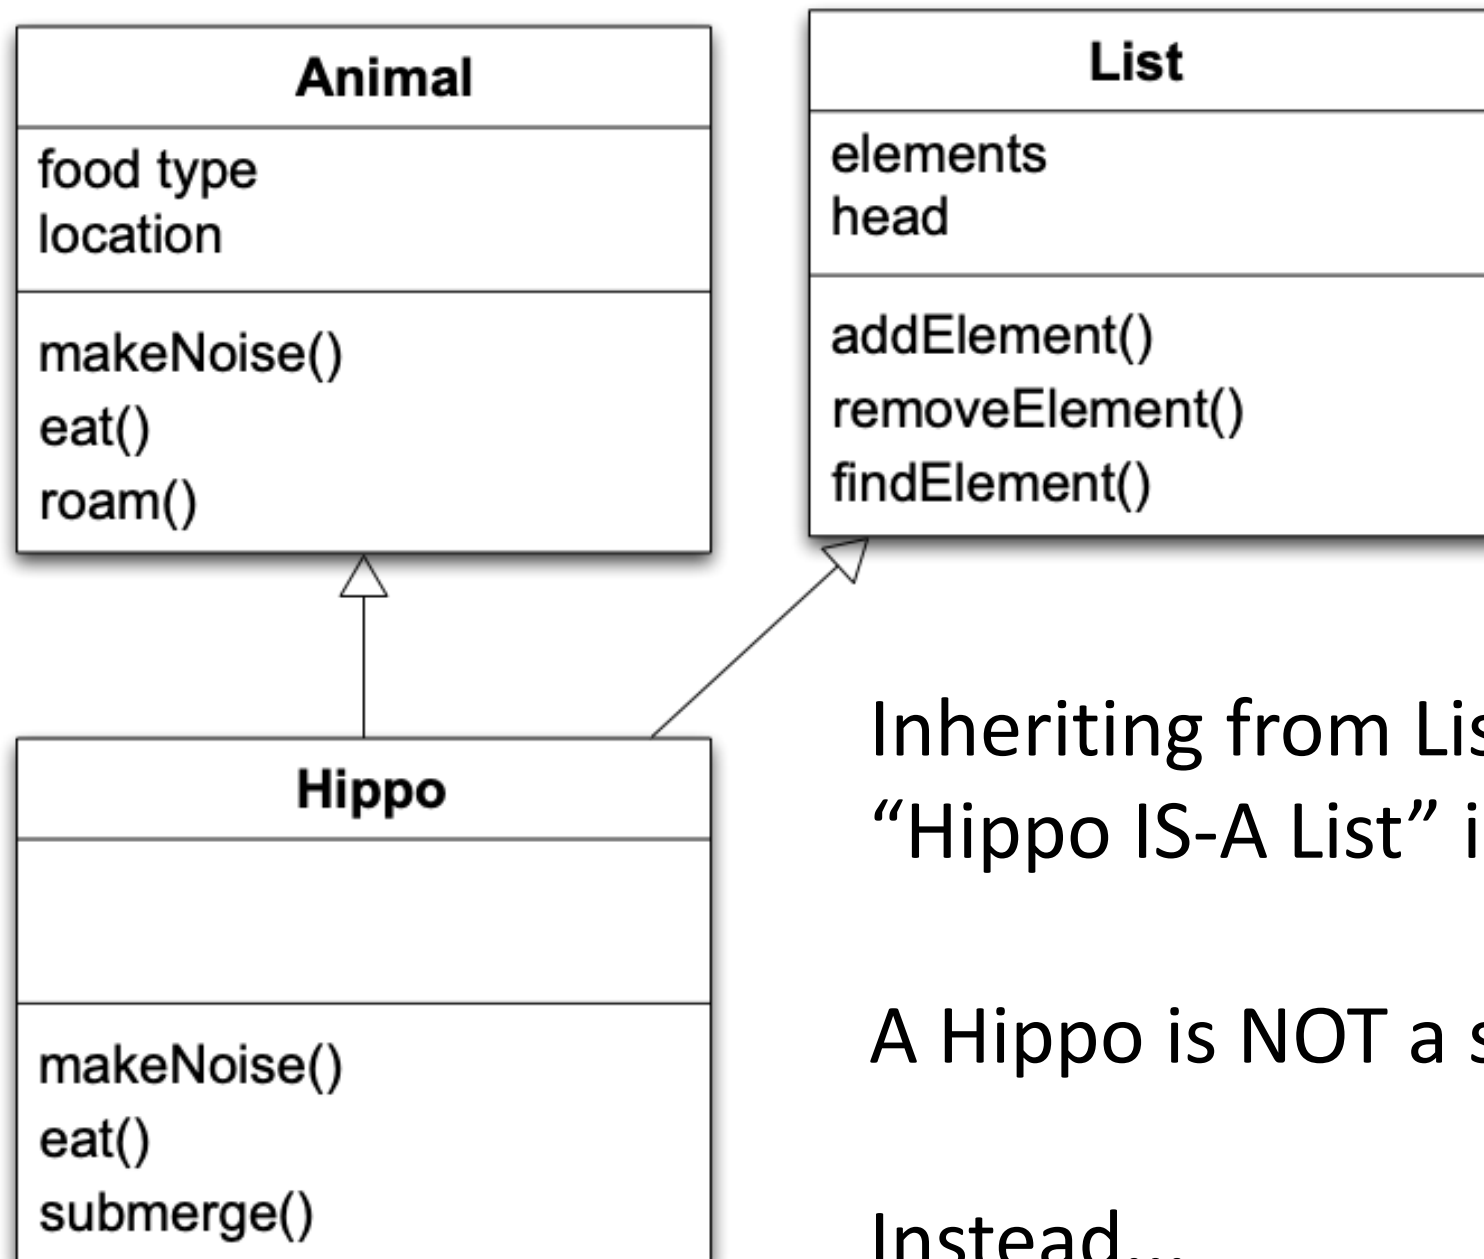 Animal
food type
location
makeNoise()
eat()
roam()
List
elements
head
addElement()
removeElement()
findElement()
Hippo
makeNoise()
eat()
submerge()
Inheriting from
“Hippo IS-A List”
A Hippo is NOT a
Instead...